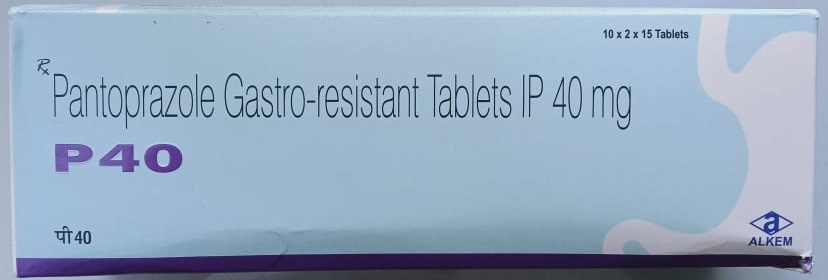 10 x 2 x 15 Tablets
Rx
Pantoprazole Gastro-resistant Tablets IP 40 mg
P40
पी 40
a
ALKEM